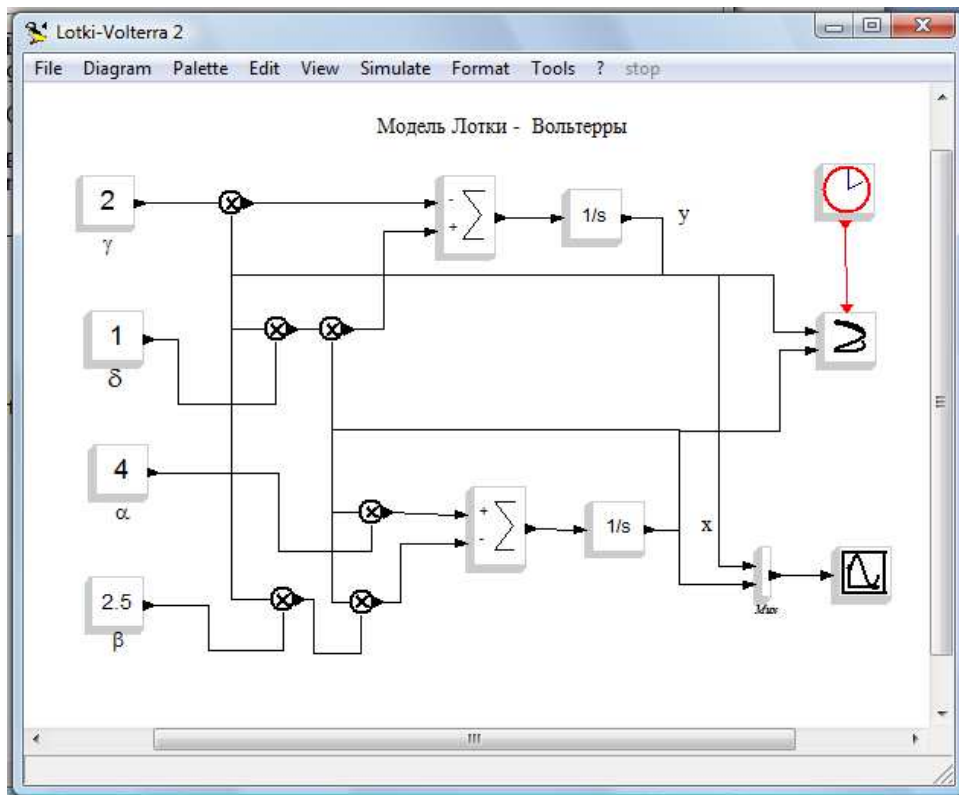 Lotki-Volterra 2
File Diagram Palette Edit View Simulate Format Tools ? stop
Модель Лотки - Вольтерры
2
γ
- +
1/s
y
1
δ
4
α
+ -
1/s
x
2.5
β
Mux